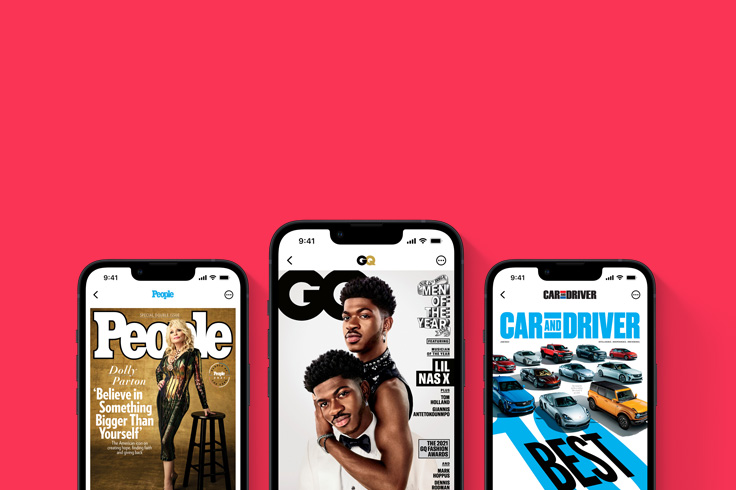 9:41
People
SPECIAL DOUBLE ISSUE
People
Dolly
Parton
‘Believe in
Something
Bigger Than
Yourself’
The American icon on
creating hope, finding faith
and giving back
9:41
GQ
GQ
MEN
OF
THE
YEAR
FEATURING
MUSICIAN
OF THE YEAR
LIL
NAS X
PLUS
TOM
HOLLAND
GIANNIS
ANTETOKOUNMPO
THE 2021
GQ FASHION
AWARDS
AND
MARK
HOPPUS
DENNIS
RODMAN
9:41
CAR AND DRIVER
CAR AND DRIVER
BEST